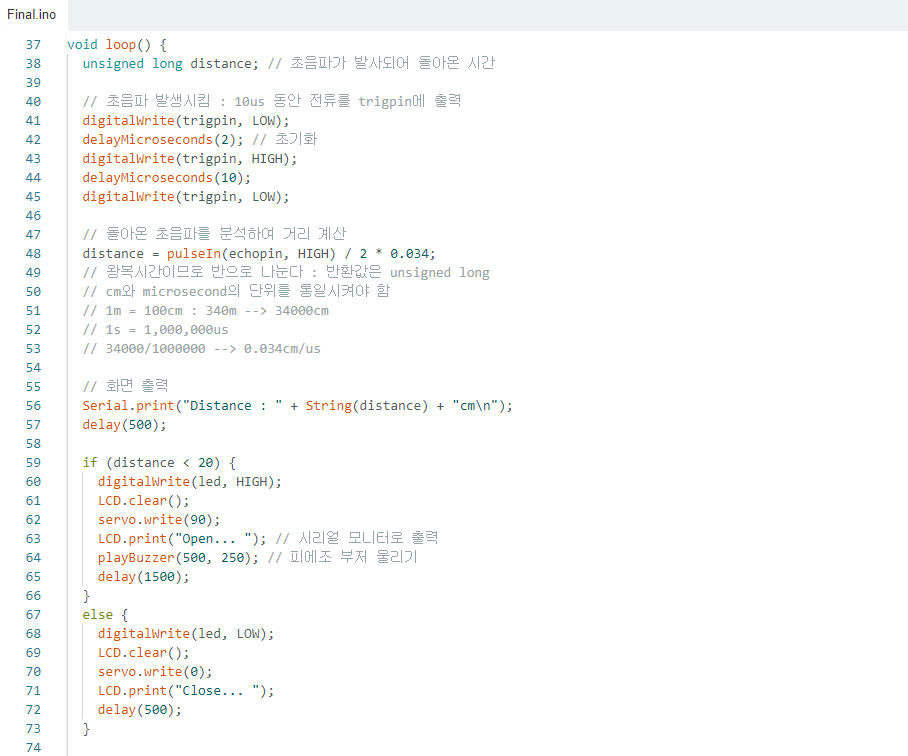 Final.ino
37 void loop() {
38 unsigned long distance; // 초음파가 발사되어 돌아온 시간
39
40 // 초음파 발생시킴 : 10us 동안 전류를 trigpin에 출력
41 digitalWrite(trigpin, LOW);
42 delayMicroseconds(2); // 초기화
43 digitalWrite(trigpin, HIGH);
44 delayMicroseconds(10);
45 digitalWrite(trigpin, LOW);
46
47 // 돌아온 초음파를 분석하여 거리 계산
48 distance = pulseIn(echopin, HIGH) / 2 * 0.034;
49 // 왕복시간이므로 반으로 나눈다 : 반환값은 unsigned long
50 // cm와 microsecond의 단위를 통일시켜야 함
51 // 1m = 100cm : 340m --> 34000cm
52 // 1s = 1,000,000us
53 // 34000/1000000 --> 0.034cm/us
54
55 // 화면 출력
56 Serial.print("Distance : " + String(distance) + "cm\n");
57 delay(500);
58
59 if (distance < 20) {
60 digitalWrite(led, HIGH);
61 LCD.clear();
62 servo.write(90);
63 LCD.print("Open... "); // 시리얼 모니터로 출력
64 playBuzzer(500, 250); // 피에조 부저 울리기
65 delay(1500);
66 }
67 else {
68 digitalWrite(led, LOW);
69 LCD.clear();
70 servo.write(0);
71 LCD.print("Close... ");
72 delay(500);
73 }
74